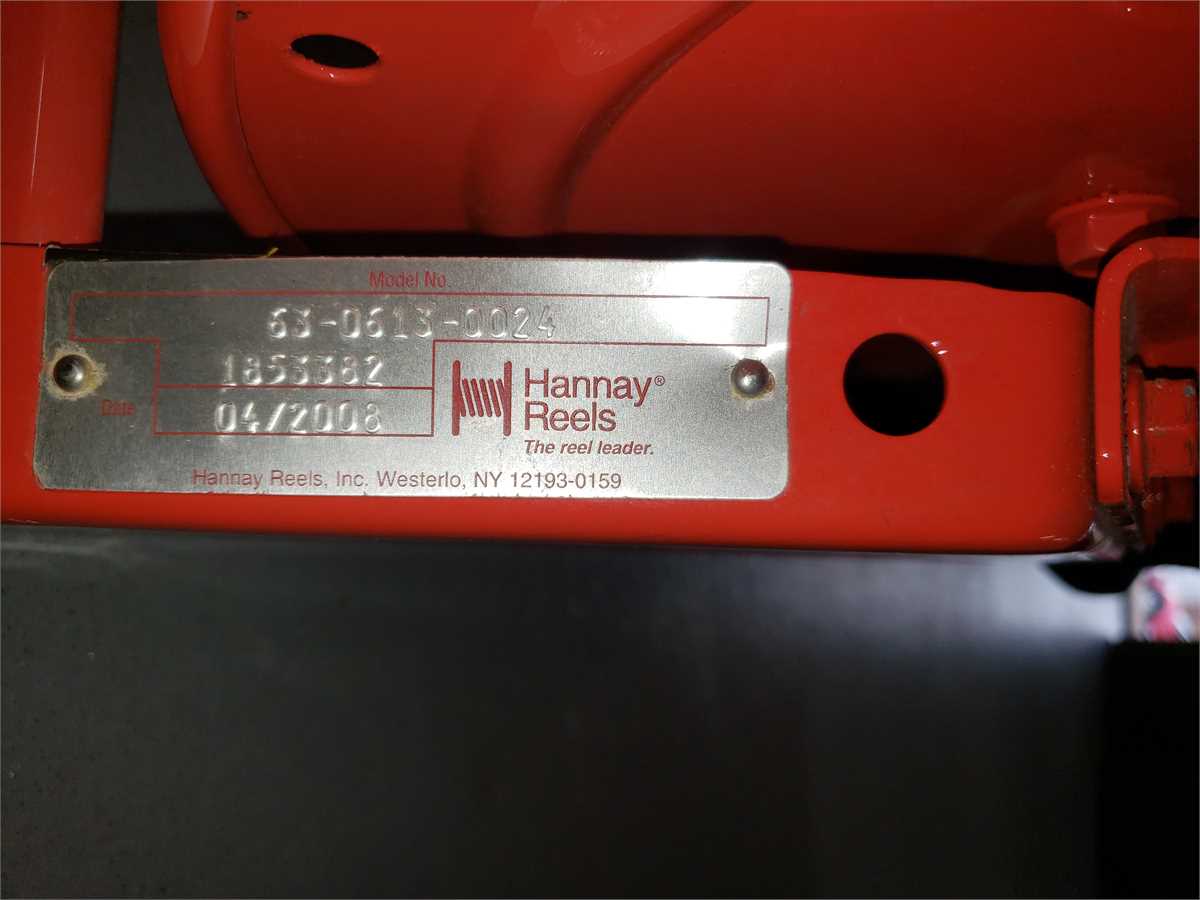 Model No.
63-0613-0024
1853382
Date 04/2008
Hannay®
Reels
The reel leader.
Hannay Reels, Inc. Westerlo, NY 12193-0159